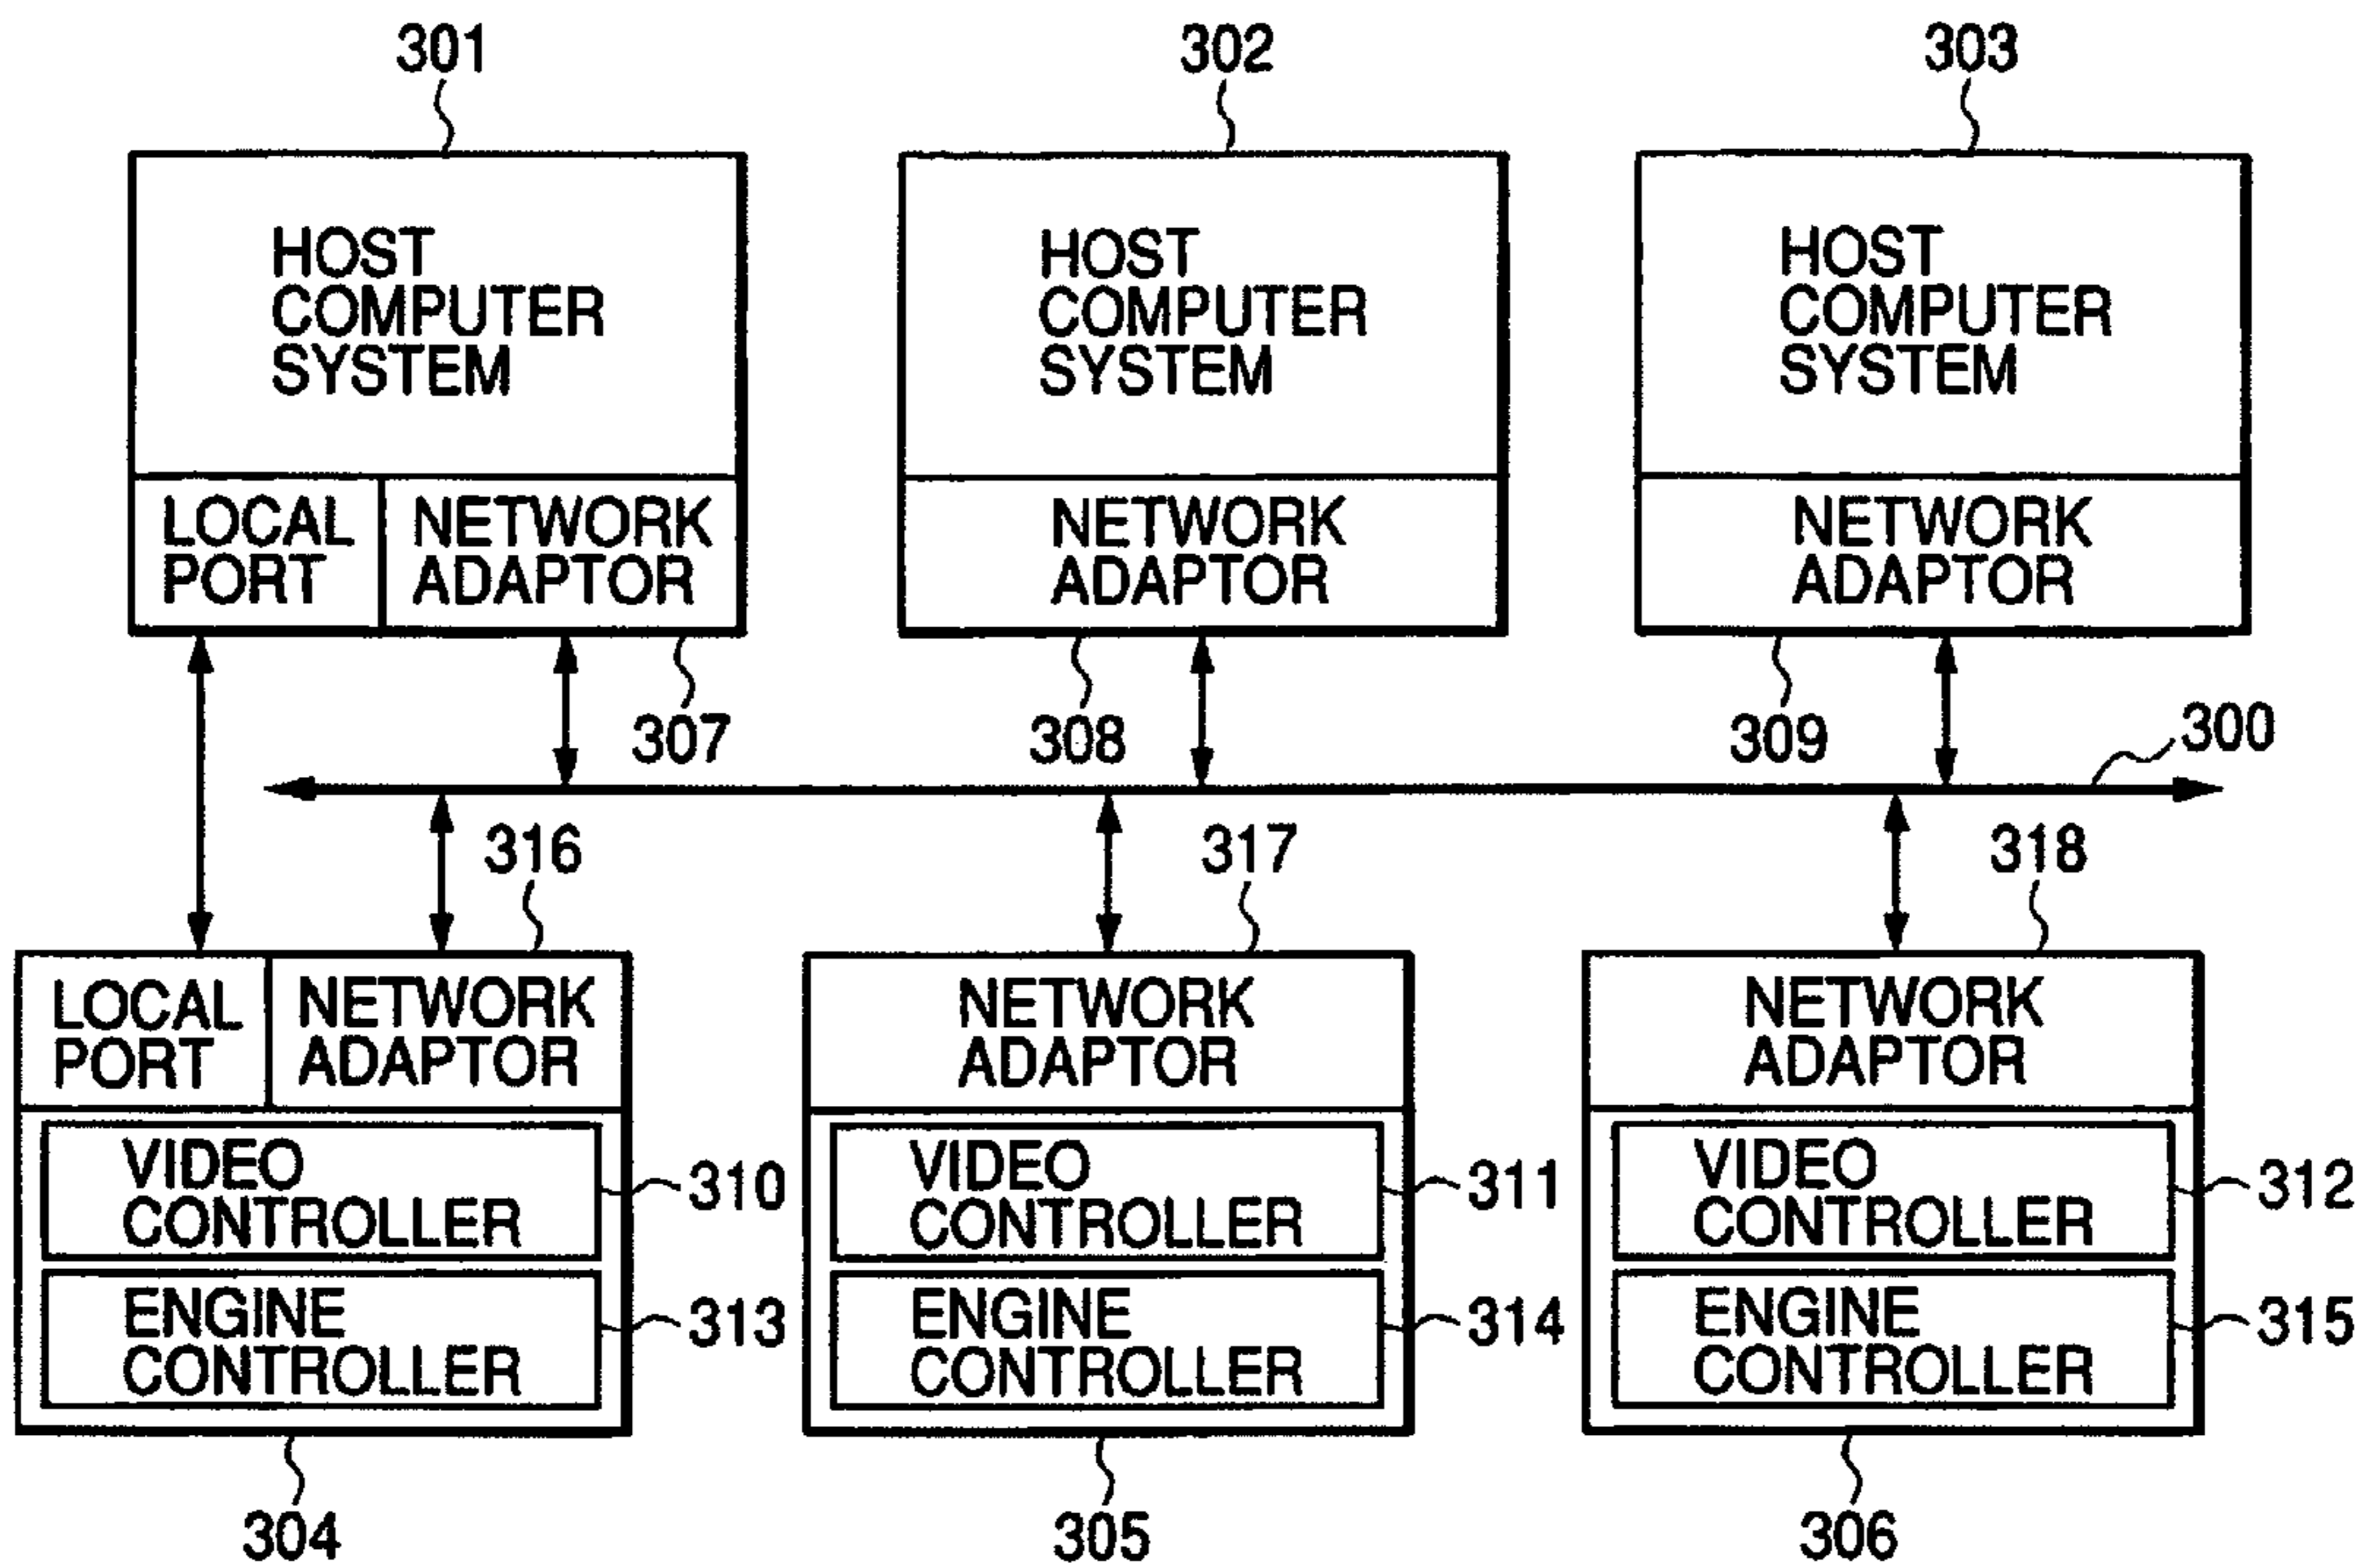 301
302
303
HOST
COMPUTER
SYSTEM
HOST
COMPUTER
SYSTEM
HOST
COMPUTER
SYSTEM
LOCAL
PORT
NETWORK
ADAPTOR
NETWORK
ADAPTOR
NETWORK
ADAPTOR
307
308
309
300
316
317
318
LOCAL
PORT
NETWORK
ADAPTOR
NETWORK
ADAPTOR
NETWORK
ADAPTOR
VIDEO
CONTROLLER
310
VIDEO
CONTROLLER
311
VIDEO
CONTROLLER
312
ENGINE
CONTROLLER
313
ENGINE
CONTROLLER
314
ENGINE
CONTROLLER
315
304
305
306